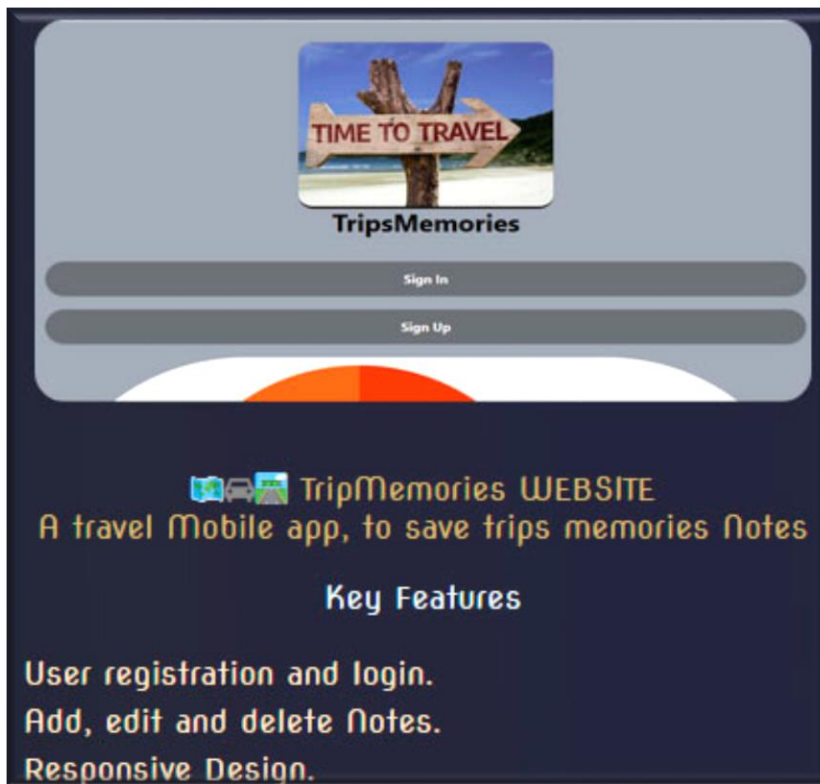 TIME TO TRAVEL
TripsMemories
Sign In
Sign Up
TripMemories WEBSITE
A travel Mobile app, to save trips memories Notes
Key Features
User registration and login.
Add, edit and delete Notes.
Responsive Design.